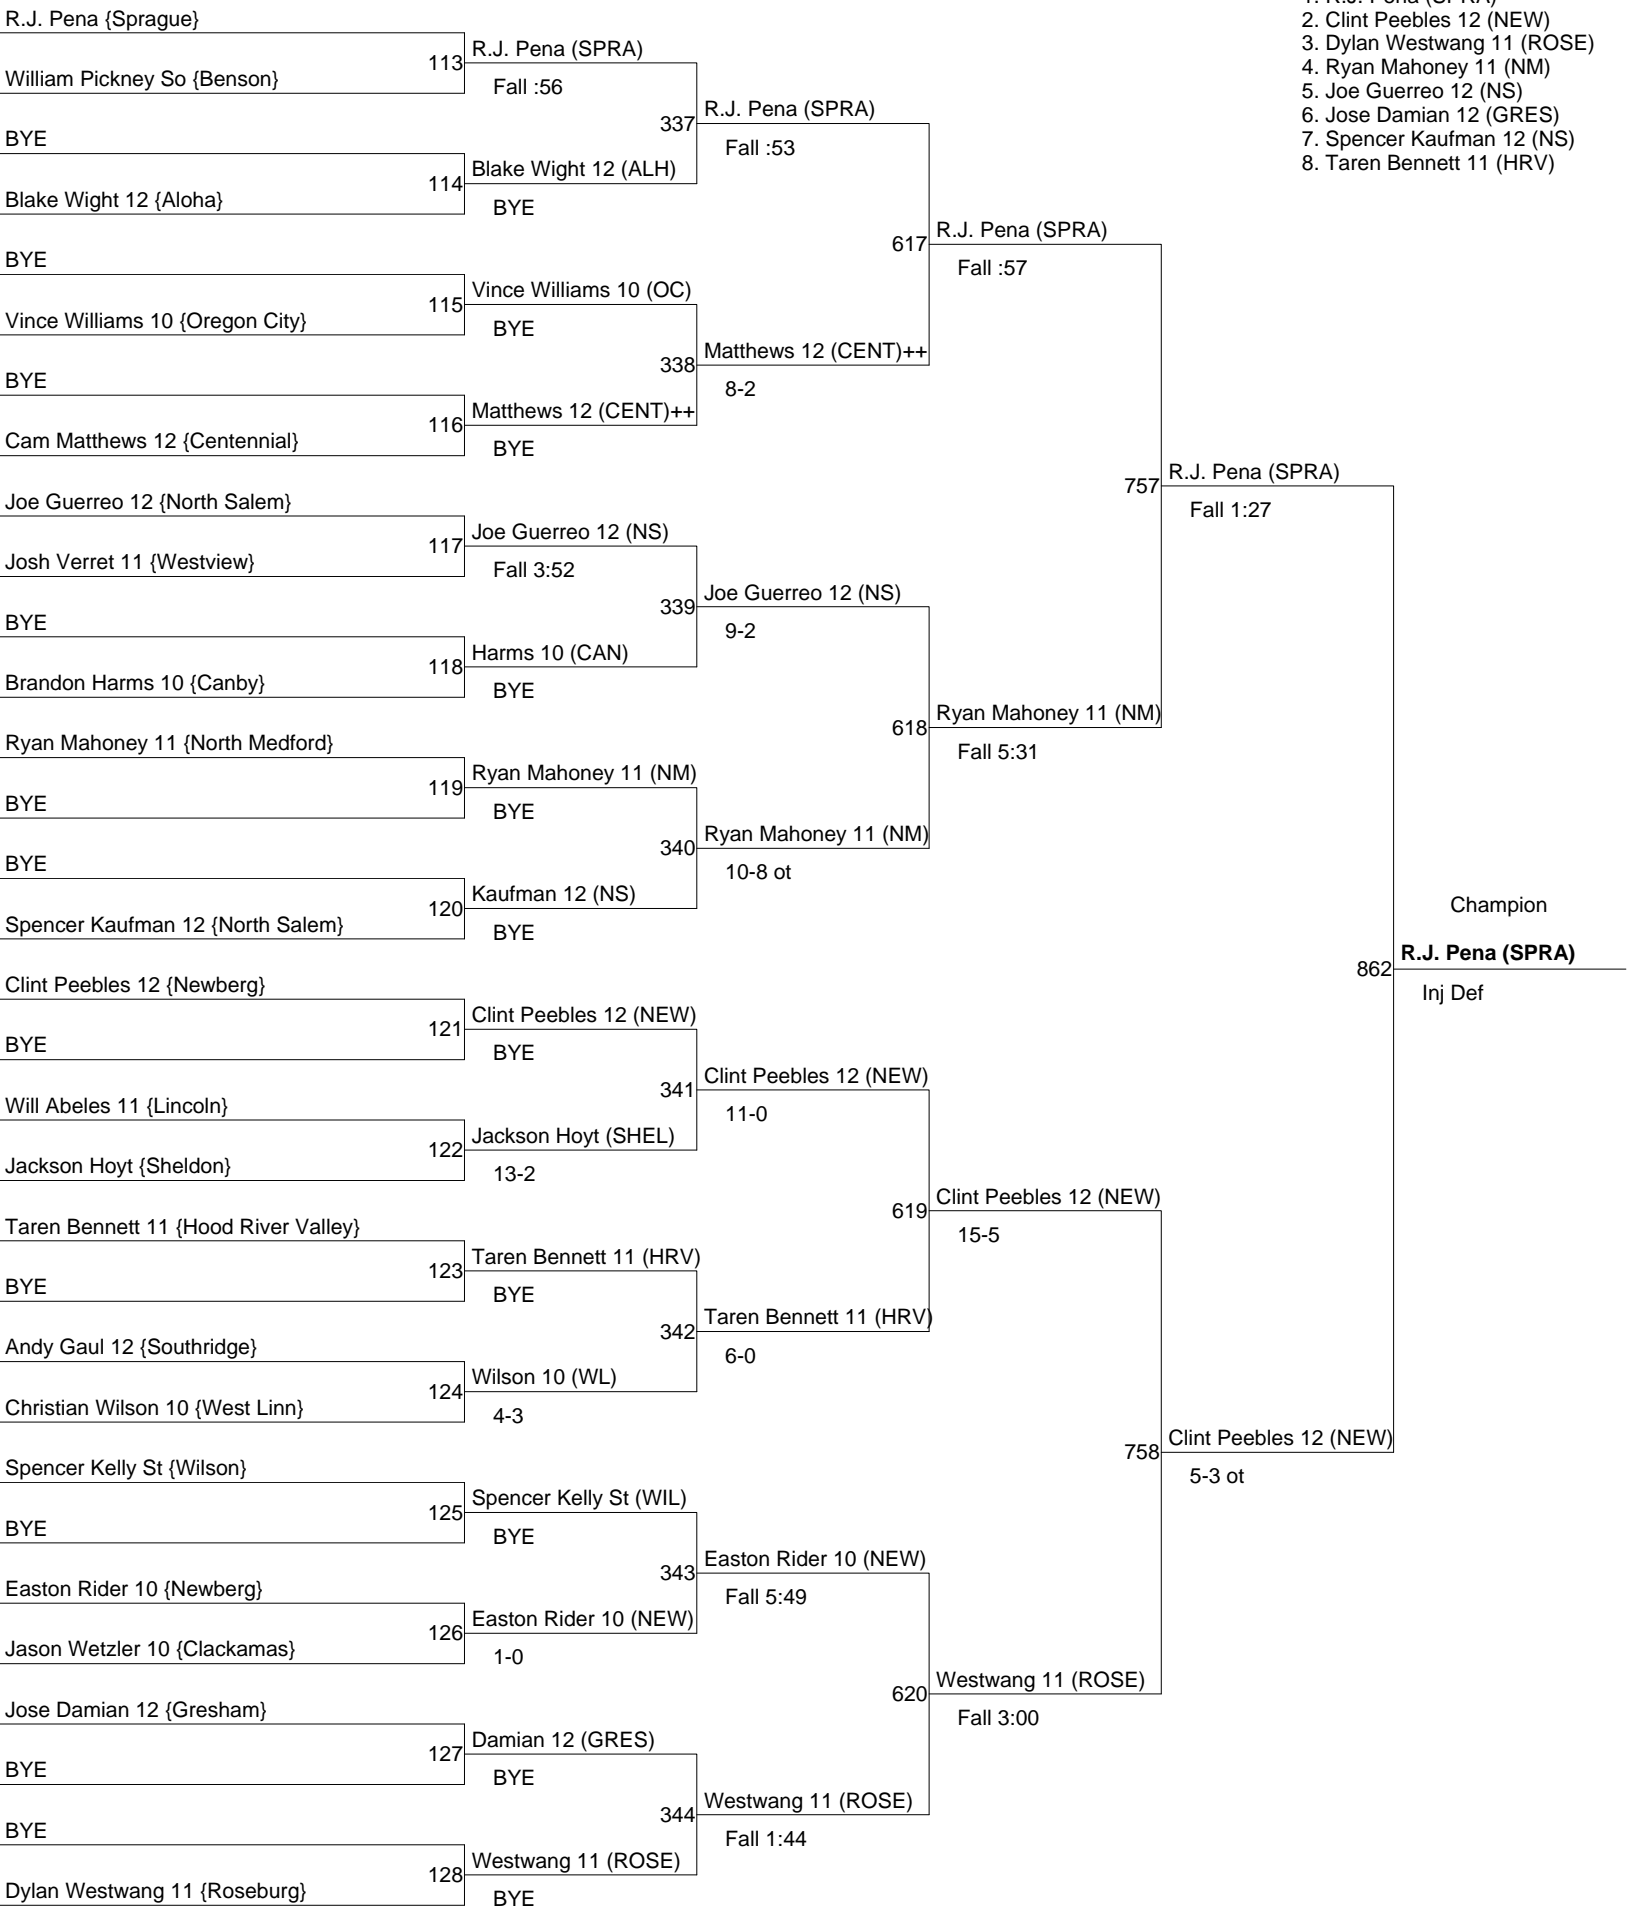 1. R.J. Pena (SPRA)
2. Clint Peebles 12 (NEW)
3. Dylan Westwang 11 (ROSE)
4. Ryan Mahoney 11 (NM)
5. Joe Guerreo 12 (NS)
6. Jose Damian 12 (GRES)
7. Spencer Kaufman 12 (NS)
8. Taren Bennett 11 (HRV)
R.J. Pena {Sprague}
William Pickney So {Benson}
BYE
Blake Wight 12 {Aloha}
BYE
Vince Williams 10 {Oregon City}
BYE
Cam Matthews 12 {Centennial}
Joe Guerreo 12 {North Salem}
Josh Verret 11 {Westview}
BYE
Brandon Harms 10 {Canby}
Ryan Mahoney 11 {North Medford}
BYE
BYE
Spencer Kaufman 12 {North Salem}
Clint Peebles 12 {Newberg}
BYE
Will Abeles 11 {Lincoln}
Jackson Hoyt {Sheldon}
Taren Bennett 11 {Hood River Valley}
BYE
Andy Gaul 12 {Southridge}
Christian Wilson 10 {West Linn}
Spencer Kelly St {Wilson}
BYE
Easton Rider 10 {Newberg}
Jason Wetzler 10 {Clackamas}
Jose Damian 12 {Gresham}
BYE
BYE
Dylan Westwang 11 {Roseburg}
113
R.J. Pena (SPRA)
Fall :56
114
Blake Wight 12 (ALH)
BYE
115
Vince Williams 10 (OC)
BYE
116
Matthews 12 (CENT)++
BYE
117
Joe Guerreo 12 (NS)
Fall 3:52
118
Harms 10 (CAN)
BYE
119
Ryan Mahoney 11 (NM)
BYE
120
Kaufman 12 (NS)
BYE
121
Clint Peebles 12 (NEW)
BYE
122
Jackson Hoyt (SHEL)
13-2
123
Taren Bennett 11 (HRV)
BYE
124
Wilson 10 (WL)
4-3
125
Spencer Kelly St (WIL)
BYE
126
Easton Rider 10 (NEW)
1-0
127
Damian 12 (GRES)
BYE
128
Westwang 11 (ROSE)
BYE
337
R.J. Pena (SPRA)
Fall :53
338
Matthews 12 (CENT)++
8-2
339
Joe Guerreo 12 (NS)
9-2
340
Ryan Mahoney 11 (NM)
10-8 ot
341
Clint Peebles 12 (NEW)
11-0
342
Taren Bennett 11 (HRV)
6-0
343
Easton Rider 10 (NEW)
Fall 5:49
344
Westwang 11 (ROSE)
Fall 1:44
617
R.J. Pena (SPRA)
Fall :57
618
Ryan Mahoney 11 (NM)
Fall 5:31
619
Clint Peebles 12 (NEW)
15-5
620
Westwang 11 (ROSE)
Fall 3:00
757
R.J. Pena (SPRA)
Fall 1:27
758
Clint Peebles 12 (NEW)
5-3 ot
Champion
862
R.J. Pena (SPRA)
Inj Def